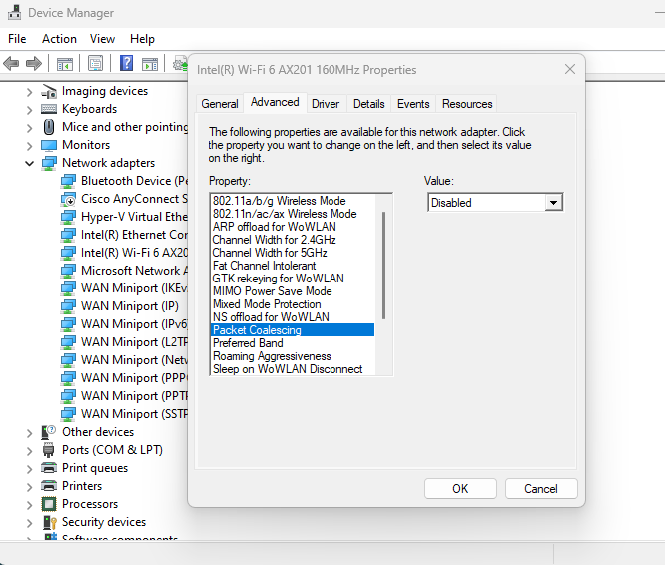 Device Manager
File Action View Help
Imaging devices
Keyboards
Mice and other pointing
Monitors
Network adapters
Bluetooth Device (Pe
Cisco AnyConnect S
Hyper-V Virtual Ethe
Intel(R) Ethernet Cor
Intel(R) Wi-Fi 6 AX20
Microsoft Network A
WAN Miniport (IKEv
WAN Miniport (IP)
WAN Miniport (IPv6
WAN Miniport (L2TP
WAN Miniport (Netw
WAN Miniport (PPPO
WAN Miniport (PPTP
WAN Miniport (SSTP
Other devices
Ports (COM & LPT)
Print queues
Printers
Processors
Security devices
Software components
Intel(R) Wi-Fi 6 AX201 160MHz Properties
General Advanced Driver Details Events Resources
The following properties are available for this network adapter. Click
the property you want to change on the left, and then select its value
on the right.
Property:
802.11a/b/g Wireless Mode
802.11n/ac/ax Wireless Mode
ARP offload for WoWLAN
Channel Width for 2.4GHz
Channel Width for 5GHz
Fat Channel Intolerant
GTK rekeying for WoWLAN
MIMO Power Save Mode
Mixed Mode Protection
NS offload for WoWLAN
Packet Coalescing
Preferred Band
Roaming Aggressiveness
Sleep on WoWLAN Disconnect
Value:
Disabled
OK Cancel